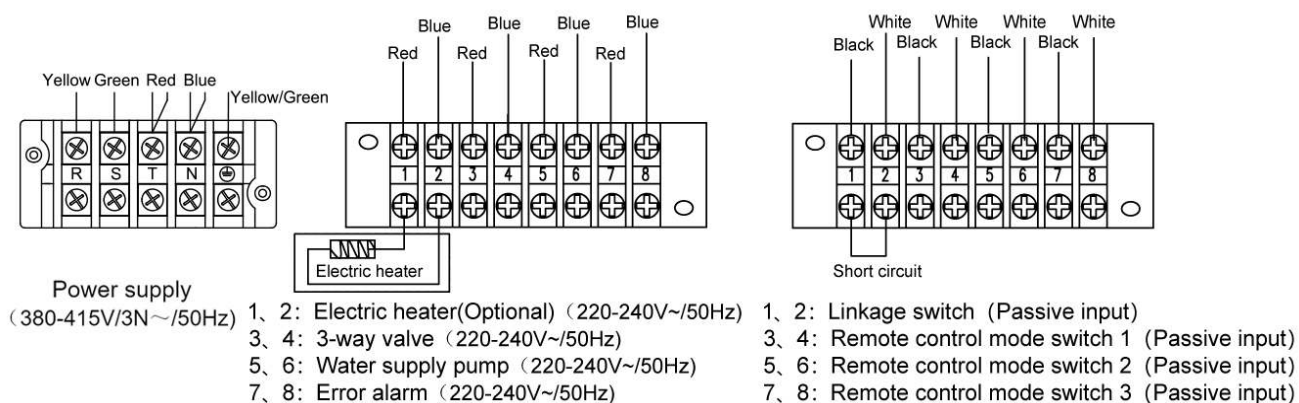 Yellow Green Red Blue
Yellow/Green
R S T N
Power supply
（380-415V/3N～/50Hz）
Blue Blue Blue Blue
Red Red Red Red
1 2 3 4 5 6 7 8
Electric heater
1、2: Electric heater(Optional)（220-240V~/50Hz)
3、4: 3-way valve（220-240V~/50Hz)
5、6: Water supply pump（220-240V~/50Hz)
7、8: Error alarm（220-240V~/50Hz)
White White White White
Black Black Black Black
1 2 3 4 5 6 7 8
Short circuit
1、2: Linkage switch (Passive input)
3、4: Remote control mode switch 1 (Passive input)
5、6: Remote control mode switch 2 (Passive input)
7、8: Remote control mode switch 3 (Passive input)